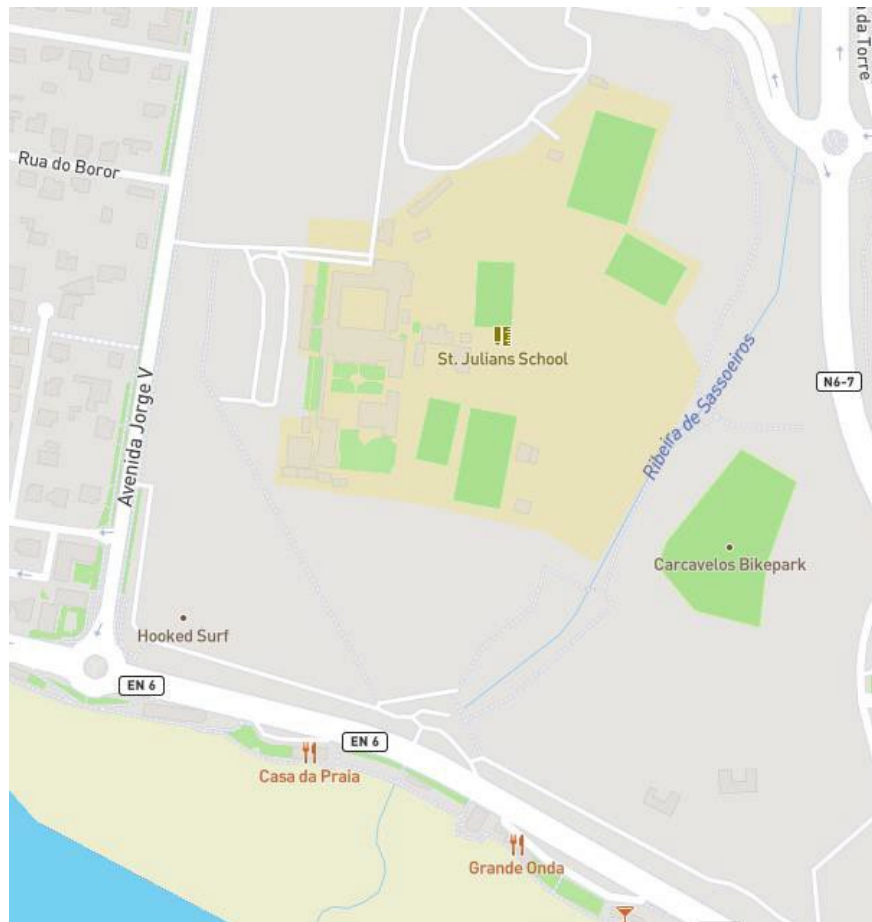 da Torre
Rua do Boror
St. Julians School
Avenida Jorge V
Ribeira de Sassoeiros
N6-7
Carcavelos Bikepark
Hooked Surf
EN 6
EN 6
Casa da Praia
Grande Onda